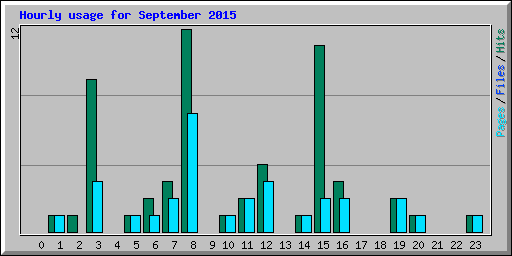 Hourly usage for September 2015
12
Pages/Files/Hits
0 1 2 3 4 5 6 7 8 9 10 11 12 13 14 15 16 17 18 19 20 21 22 23